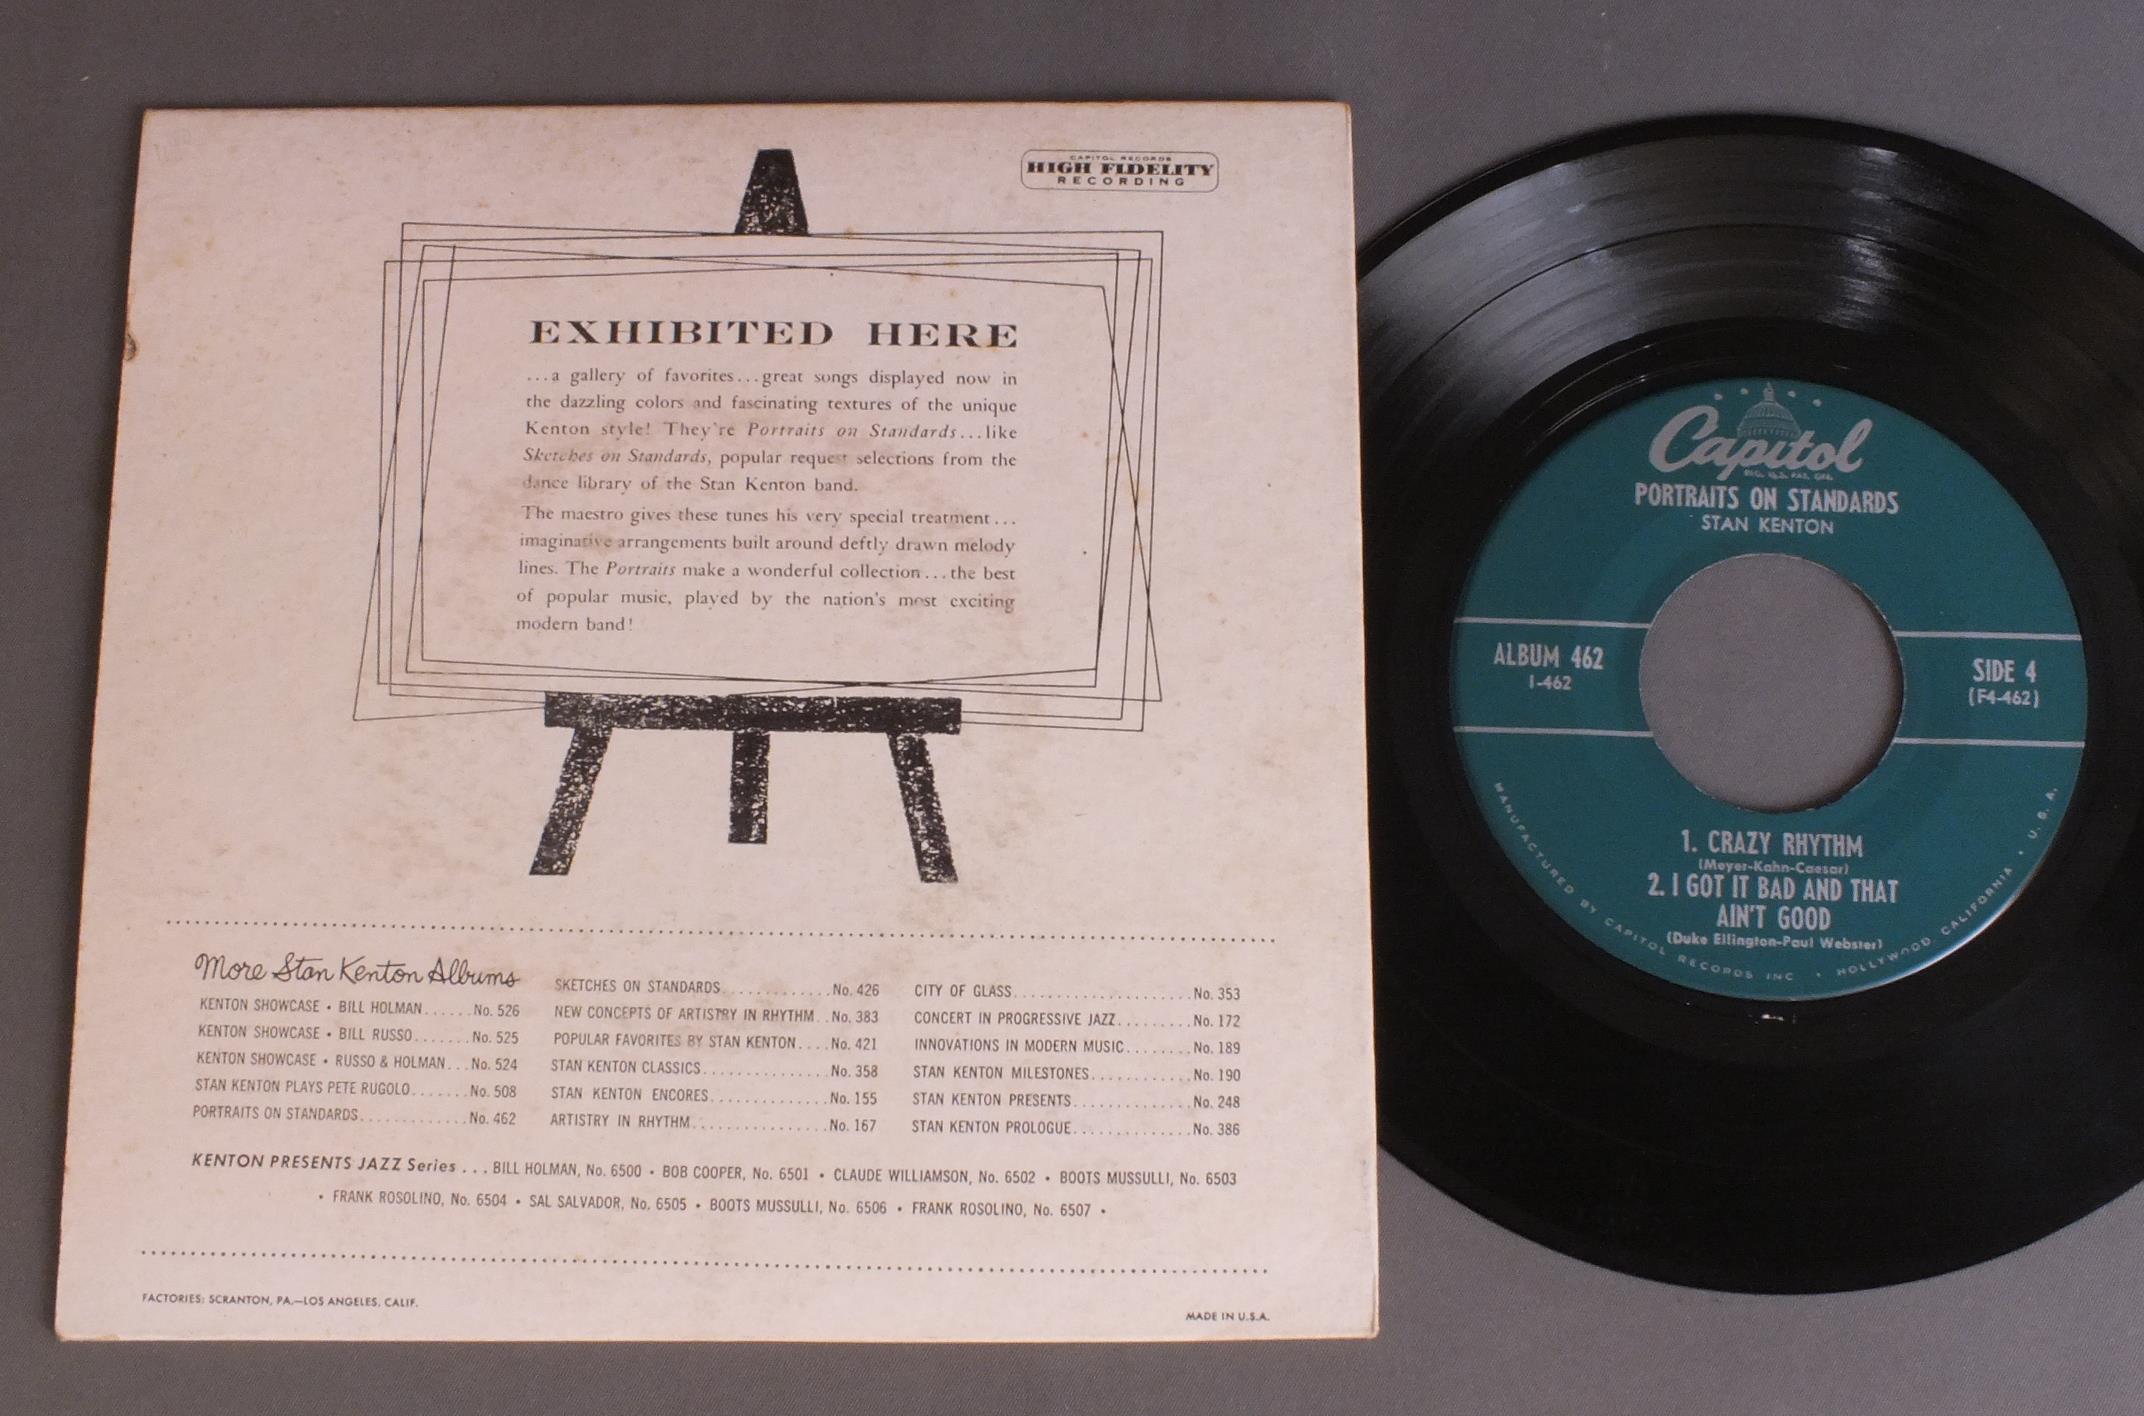 CAPITOL RECORDS
HIGH FIDELITY
RECORDING
EXHIBITED HERE
...a gallery of favorites...great songs displayed now in
the dazzling colors and fascinating textures of the unique
Kenton style! They're Portraits on Standards...like
Sketches on Standards, popular request selections from the
dance library of the Stan Kenton band.
The maestro gives these tunes his very special treatment...
imaginative arrangements built around deftly drawn melody
lines. The Portraits make a wonderful collection...the best
of popular music, played by the nation's most exciting
modern band!
More Stan Kenton Albums
KENTON SHOWCASE • BILL HOLMAN......No. 526
KENTON SHOWCASE • BILL RUSSO.......No. 525
KENTON SHOWCASE • RUSSO & HOLMAN...No. 524
STAN KENTON PLAYS PETE RUGOLO.......No. 508
PORTRAITS ON STANDARDS.............No. 462
SKETCHES ON STANDARDS.............No. 426
NEW CONCEPTS OF ARTISTRY IN RHYTHM..No. 383
POPULAR FAVORITES BY STAN KENTON....No. 421
STAN KENTON CLASSICS...............No. 358
STAN KENTON ENCORES..............No. 155
ARTISTRY IN RHYTHM................No. 167
CITY OF GLASS.....................No. 353
CONCERT IN PROGRESSIVE JAZZ.........No. 172
INNOVATIONS IN MODERN MUSIC........No. 189
STAN KENTON MILESTONES............No. 190
STAN KENTON PRESENTS..............No. 248
STAN KENTON PROLOGUE..............No. 386
KENTON PRESENTS JAZZ Series ... BILL HOLMAN, No. 6500 • BOB COOPER, No. 6501 • CLAUDE WILLIAMSON, No. 6502 • BOOTS MUSSULLI, No. 6503
• FRANK ROSOLINO, No. 6504 • SAL SALVADOR, No. 6505 • BOOTS MUSSULLI, No. 6506 • FRANK ROSOLINO, No. 6507 •
FACTORIES: SCRANTON, PA.—LOS ANGELES, CALIF.
MADE IN U.S.A.
Capitol
REG. U.S. PAT. OFF.
PORTRAITS ON STANDARDS
STAN KENTON
ALBUM 462
1-462
SIDE 4
(F4-462)
1. CRAZY RHYTHM
(Meyer-Kahn-Caesar)
2. I GOT IT BAD AND THAT
AIN'T GOOD
(Duke Ellington-Paul Webster)
MANUFACTURED BY CAPITOL RECORDS INC • HOLLYWOOD, CALIFORNIA • U. S. A.